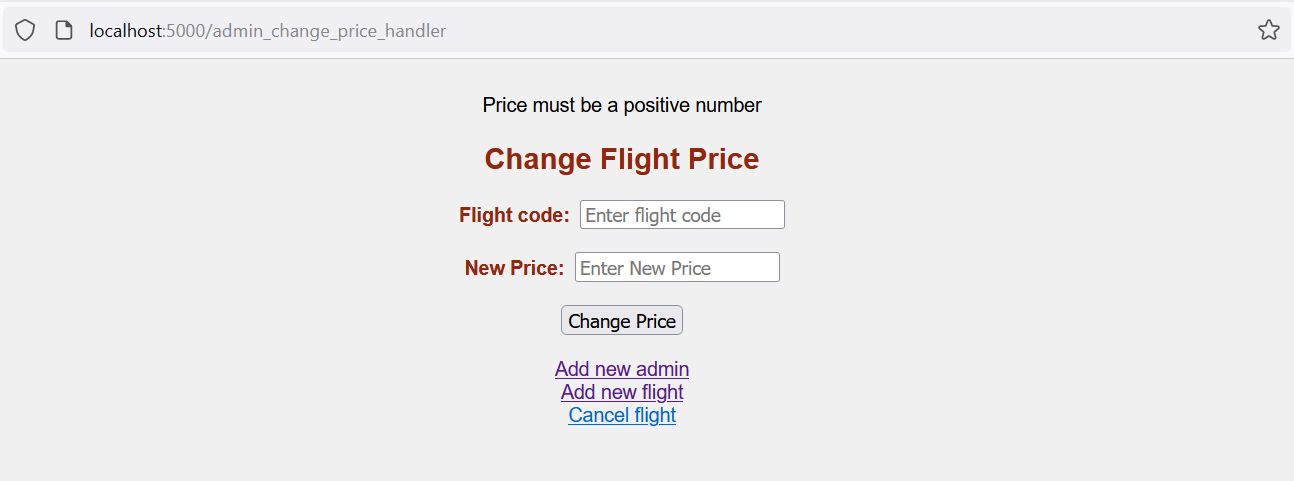 localhost:5000/admin_change_price_handler
Price must be a positive number
Change Flight Price
Flight code: Enter flight code
New Price: Enter New Price
Change Price
Add new admin
Add new flight
Cancel flight